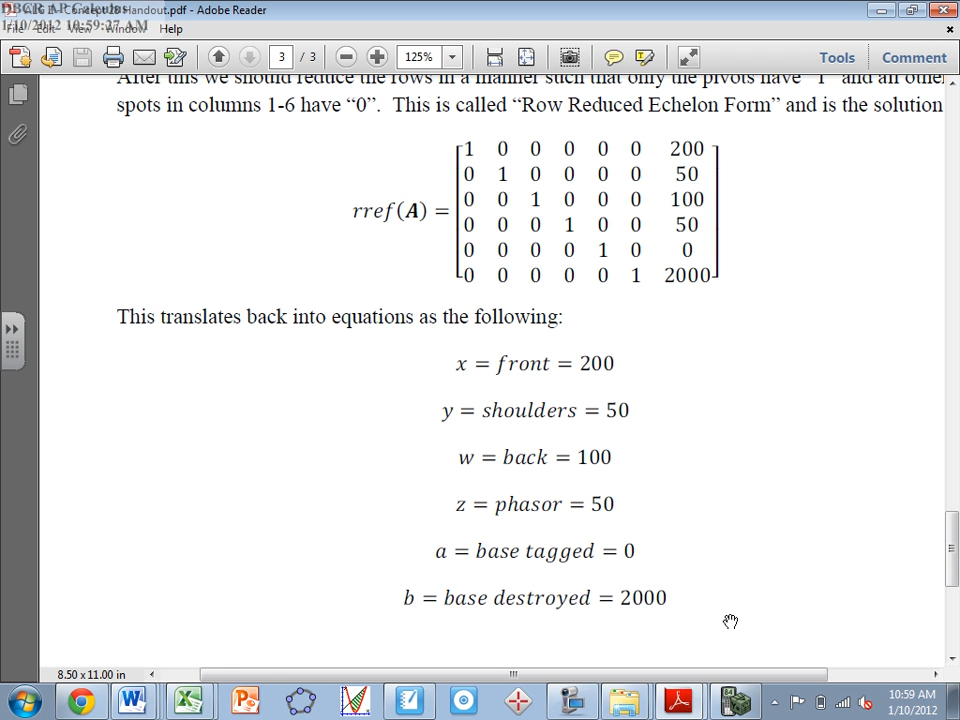 DBCR AP Calculus
1/10/2012 10:59:27 AM
Handout.pdf - Adobe Reader
File Edit View Window Help
3 / 3 125% Tools Comment
After this we should reduce the rows in a manner such that only the pivots have "1" and all othe
spots in columns 1-6 have “0”. This is called “Row Reduced Echelon Form” and is the solution
1 0 0 0 0 0 200
0 1 0 0 0 0 50
0 0 1 0 0 0 100
rref(A) =
0 0 0 1 0 0 50
0 0 0 0 1 0 0
0 0 0 0 0 1 2000
This translates back into equations as the following:
x = front = 200
y = shoulders = 50
w = back = 100
z = phasor = 50
a = base tagged = 0
b = base destroyed = 2000
8.50 x 11.00 in
10:59 AM
1/10/2012